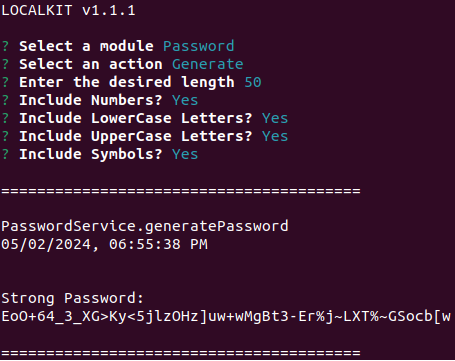 LOCALKIT v1.1.1
? Select a module Password
? Select an action Generate
? Enter the desired length 50
? Include Numbers? Yes
? Include LowerCase Letters? Yes
? Include UpperCase Letters? Yes
? Include Symbols? Yes
========================================
PasswordService.generatePassword
05/02/2024, 06:55:38 PM
Strong Password:
EoO+64_3_XG>Ky<5jlzOHz]uw+wMgBt3-Er%j~LXT%~GSocb[w
========================================